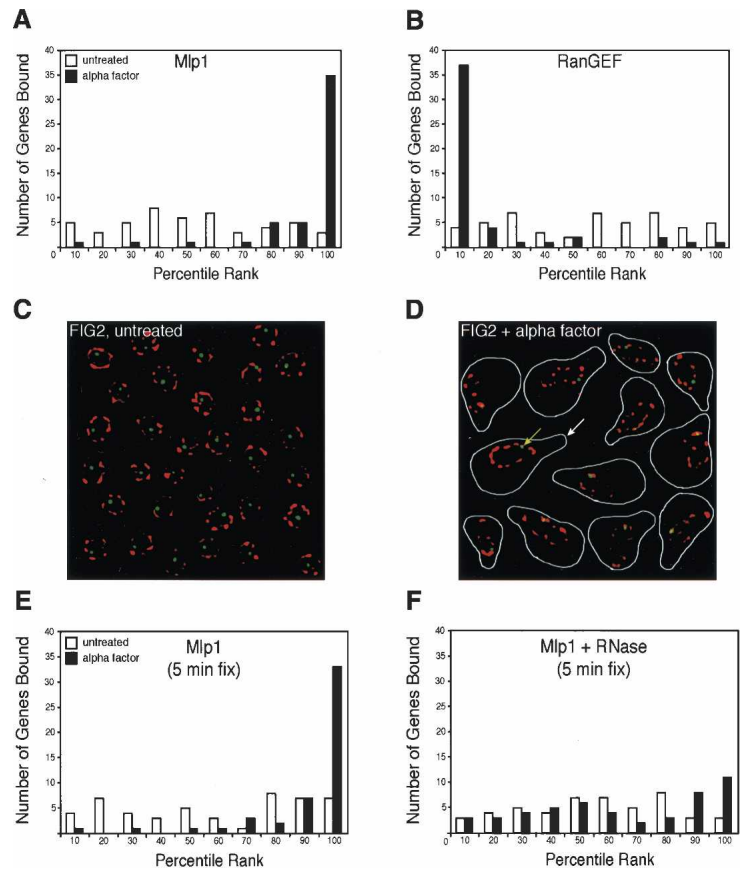 A
Mlp1
untreated
alpha factor
Number of Genes Bound
40
35
30
25
20
15
10
5
0
10 20 30 40 50 60 70 80 90 100
Percentile Rank
B
RanGEF
Number of Genes Bound
40
35
30
25
20
15
10
5
0
10 20 30 40 50 60 70 80 90 100
Percentile Rank
C
FIG2, untreated
D
FIG2 + alpha factor
E
Mlp1
(5 min fix)
untreated
alpha factor
Number of Genes Bound
40
35
30
25
20
15
10
5
0
10 20 30 40 50 60 70 80 90 100
Percentile Rank
F
Mlp1 + RNase
(5 min fix)
Number of Genes Bound
40
35
30
25
20
15
10
5
0
10 20 30 40 50 60 70 80 90 100
Percentile Rank